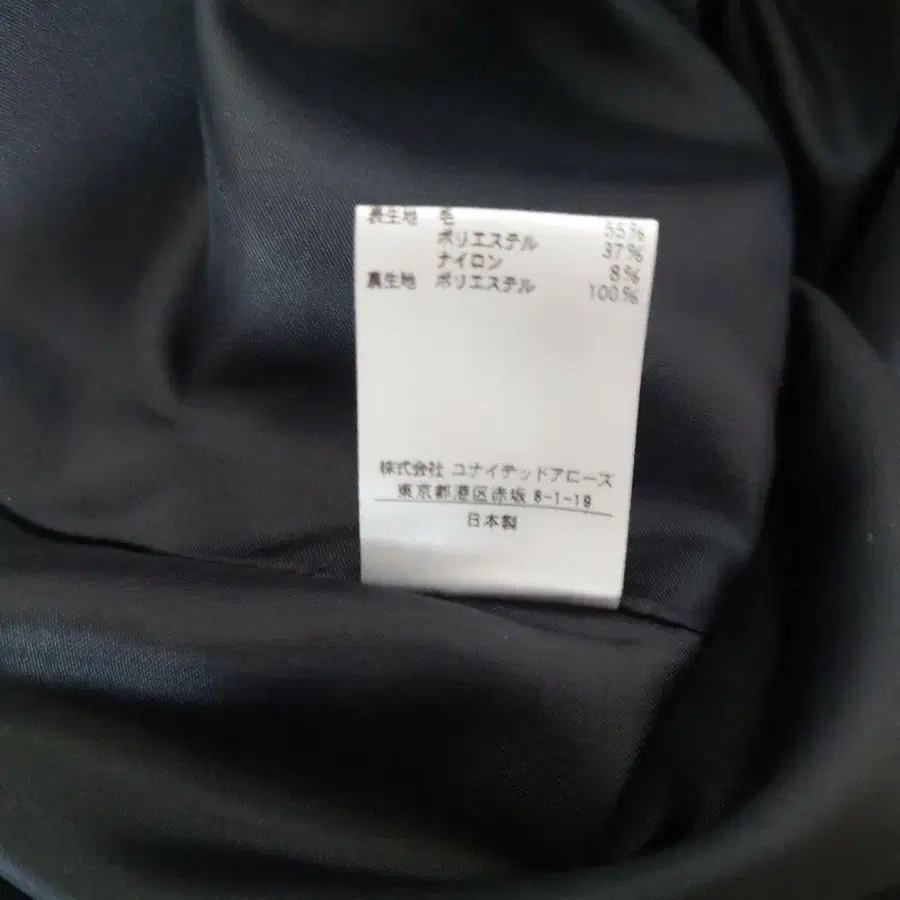 表生地 毛 55%
ポリエステル 37%
ナイロン 8%
裏生地 ポリエステル 100%
株式会社 ユナイテッドアローズ
東京都港区赤坂 8-1-19
日本製